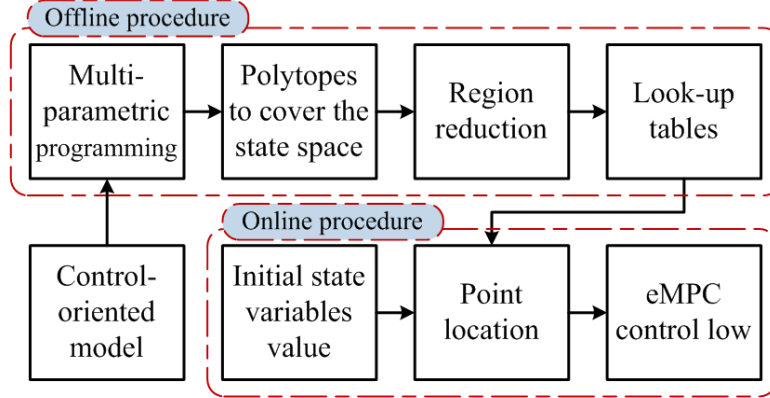 Offline procedure
Multi-
parametric
programming
Polytopes
to cover the
state space
Region
reduction
Look-up
tables
Online procedure
Control-
oriented
model
Initial state
variables
value
Point
location
eMPC
control low